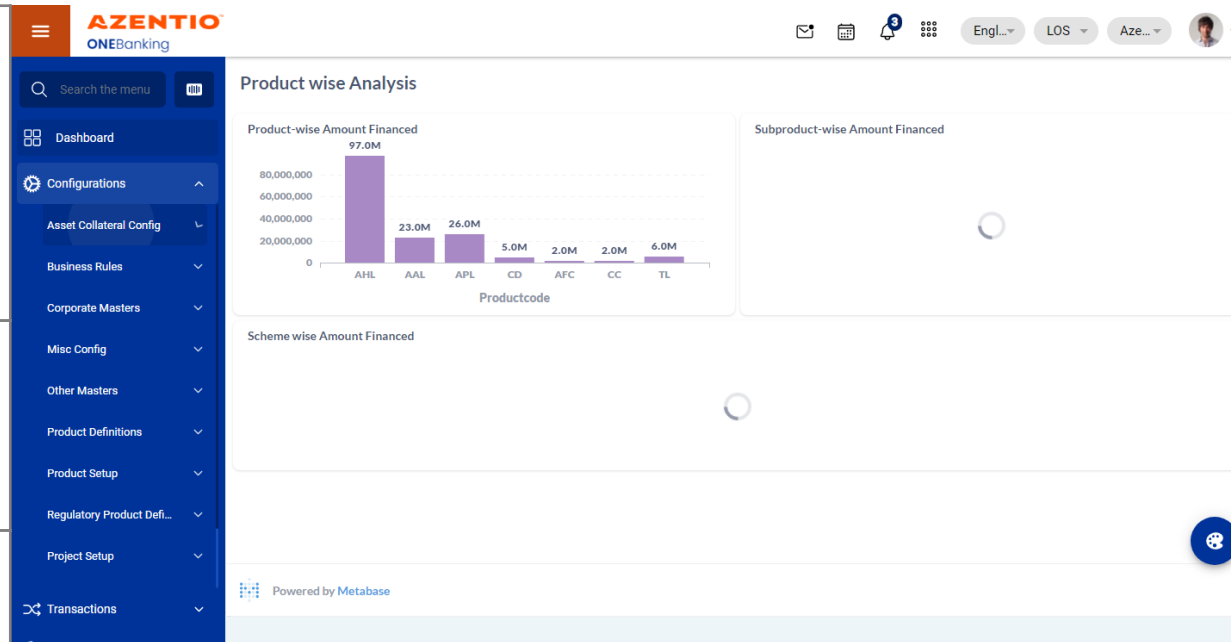 AZENTIO
ONEBanking
3
Engl...
LOS
Aze...
Search the menu
Dashboard
Configurations
Asset Collateral Config
Business Rules
Corporate Masters
Misc Config
Other Masters
Product Definitions
Product Setup
Regulatory Product Defi...
Project Setup
Transactions
Product wise Analysis
Product-wise Amount Financed
97.0M
80,000,000
60,000,000
40,000,000
23.0M 26.0M
20,000,000
5.0M 2.0M 2.0M 6.0M
0
AHL AAL APL CD AFC CC TL
Productcode
Subproduct-wise Amount Financed
Scheme wise Amount Financed
Powered by Metabase